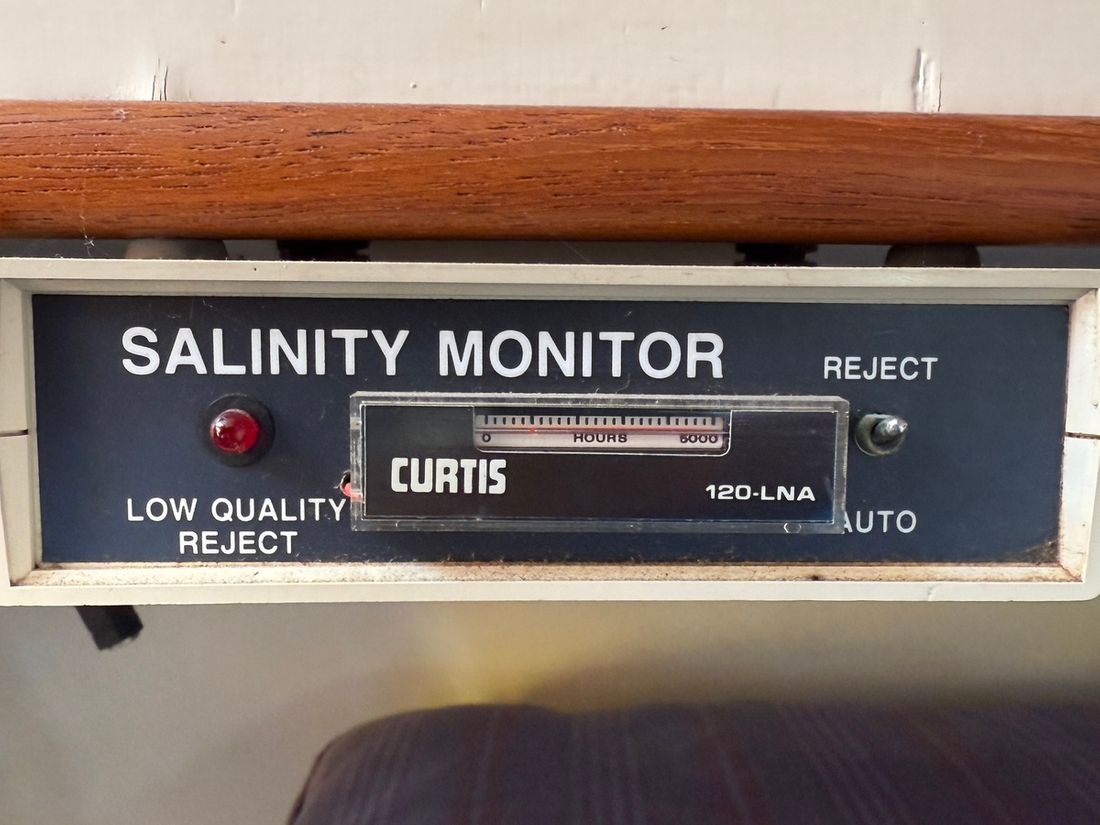 SALINITY MONITOR
REJECT
0 HOURS 5000
CURTIS
120-LNA
LOW QUALITY
REJECT
AUTO